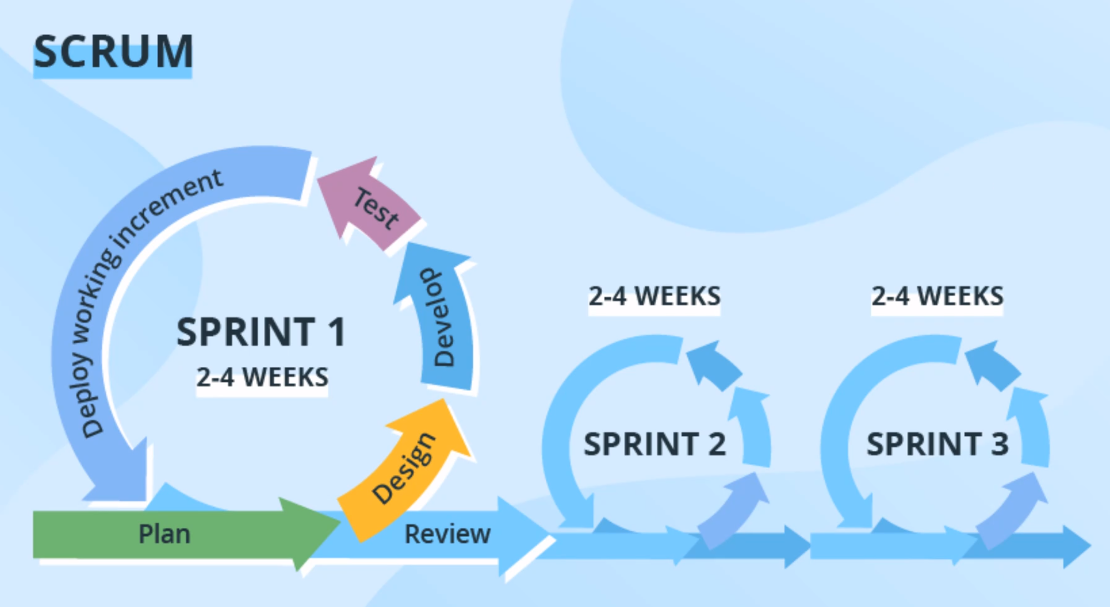 SCRUM
Deploy working increment
Test
Develop
Design
SPRINT 1
2-4 WEEKS
Plan
Review
2-4 WEEKS
SPRINT 2
2-4 WEEKS
SPRINT 3